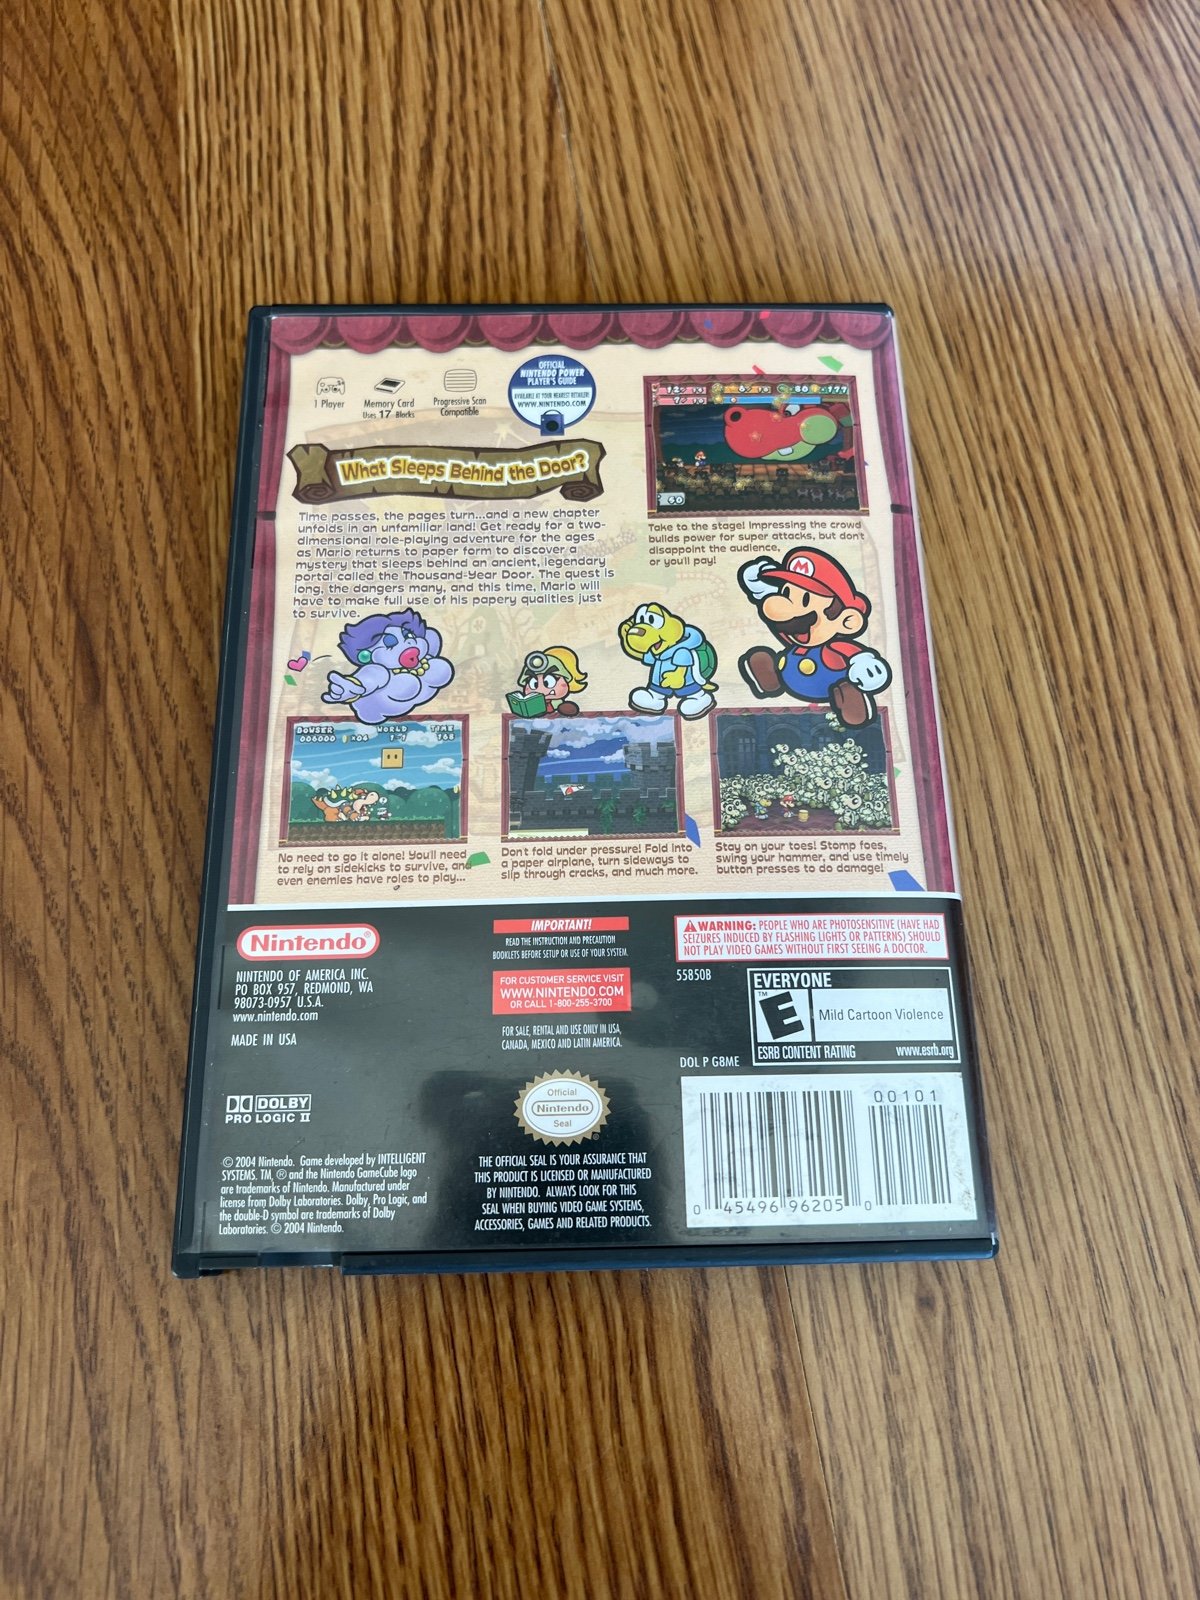 1 Player
Memory Card
Uses 17 Blocks
Progressive Scan
Compatible
OFFICIAL
NINTENDO POWER
PLAYER'S GUIDE
AVAILABLE AT YOUR NEAREST RETAILER!
WWW.NINTENDO.COM
What Sleeps Behind the Door?
Time passes, the pages turn...and a new chapter
unfolds in an unfamiliar land! Get ready for a two-
dimensional role-playing adventure for the ages
as Mario returns to paper form to discover a
mystery that sleeps behind an ancient, legendary
portal called the Thousand-Year Door. The quest is
long, the dangers many, and this time, Mario will
have to make full use of his papery qualities just
to survive.
Take to the stage! Impressing the crowd
builds power for super attacks, but don't
disappoint the audience,
or you'll pay!
BOWSER WORLD TIME
006000 x04 1-1 168
No need to go it alone! You'll need
to rely on sidekicks to survive, and
even enemies have roles to play...
Don't fold under pressure! Fold into
a paper airplane, turn sideways to
slip through cracks, and much more.
Stay on your toes! Stomp foes,
swing your hammer, and use timely
button presses to do damage!
Nintendo®
NINTENDO OF AMERICA INC.
PO BOX 957, REDMOND, WA
98073-0957 U.S.A.
www.nintendo.com
MADE IN USA
IMPORTANT!
READ THE INSTRUCTION AND PRECAUTION
BOOKLETS BEFORE SETUP OR USE OF YOUR SYSTEM.
FOR CUSTOMER SERVICE VISIT
WWW.NINTENDO.COM
OR CALL 1-800-255-3700
FOR SALE, RENTAL AND USE ONLY IN USA,
CANADA, MEXICO AND LATIN AMERICA.
WARNING: PEOPLE WHO ARE PHOTOSENSITIVE (HAVE HAD
SEIZURES INDUCED BY FLASHING LIGHTS OR PATTERNS) SHOULD
NOT PLAY VIDEO GAMES WITHOUT FIRST SEEING A DOCTOR.
55850B
EVERYONE
E
TM
Mild Cartoon Violence
ESRB CONTENT RATING www.esrb.org
DOL P G8ME
DOLBY
PRO LOGIC II
Official
Nintendo
Seal
®
© 2004 Nintendo. Game developed by INTELLIGENT
SYSTEMS. TM, ® and the Nintendo GameCube logo
are trademarks of Nintendo. Manufactured under
license from Dolby Laboratories. Dolby, Pro Logic, and
the double-D symbol are trademarks of Dolby
Laboratories. © 2004 Nintendo.
THE OFFICIAL SEAL IS YOUR ASSURANCE THAT
THIS PRODUCT IS LICENSED OR MANUFACTURED
BY NINTENDO. ALWAYS LOOK FOR THIS
SEAL WHEN BUYING VIDEO GAME SYSTEMS,
ACCESSORIES, GAMES AND RELATED PRODUCTS.
00101
0 45496 96205 0